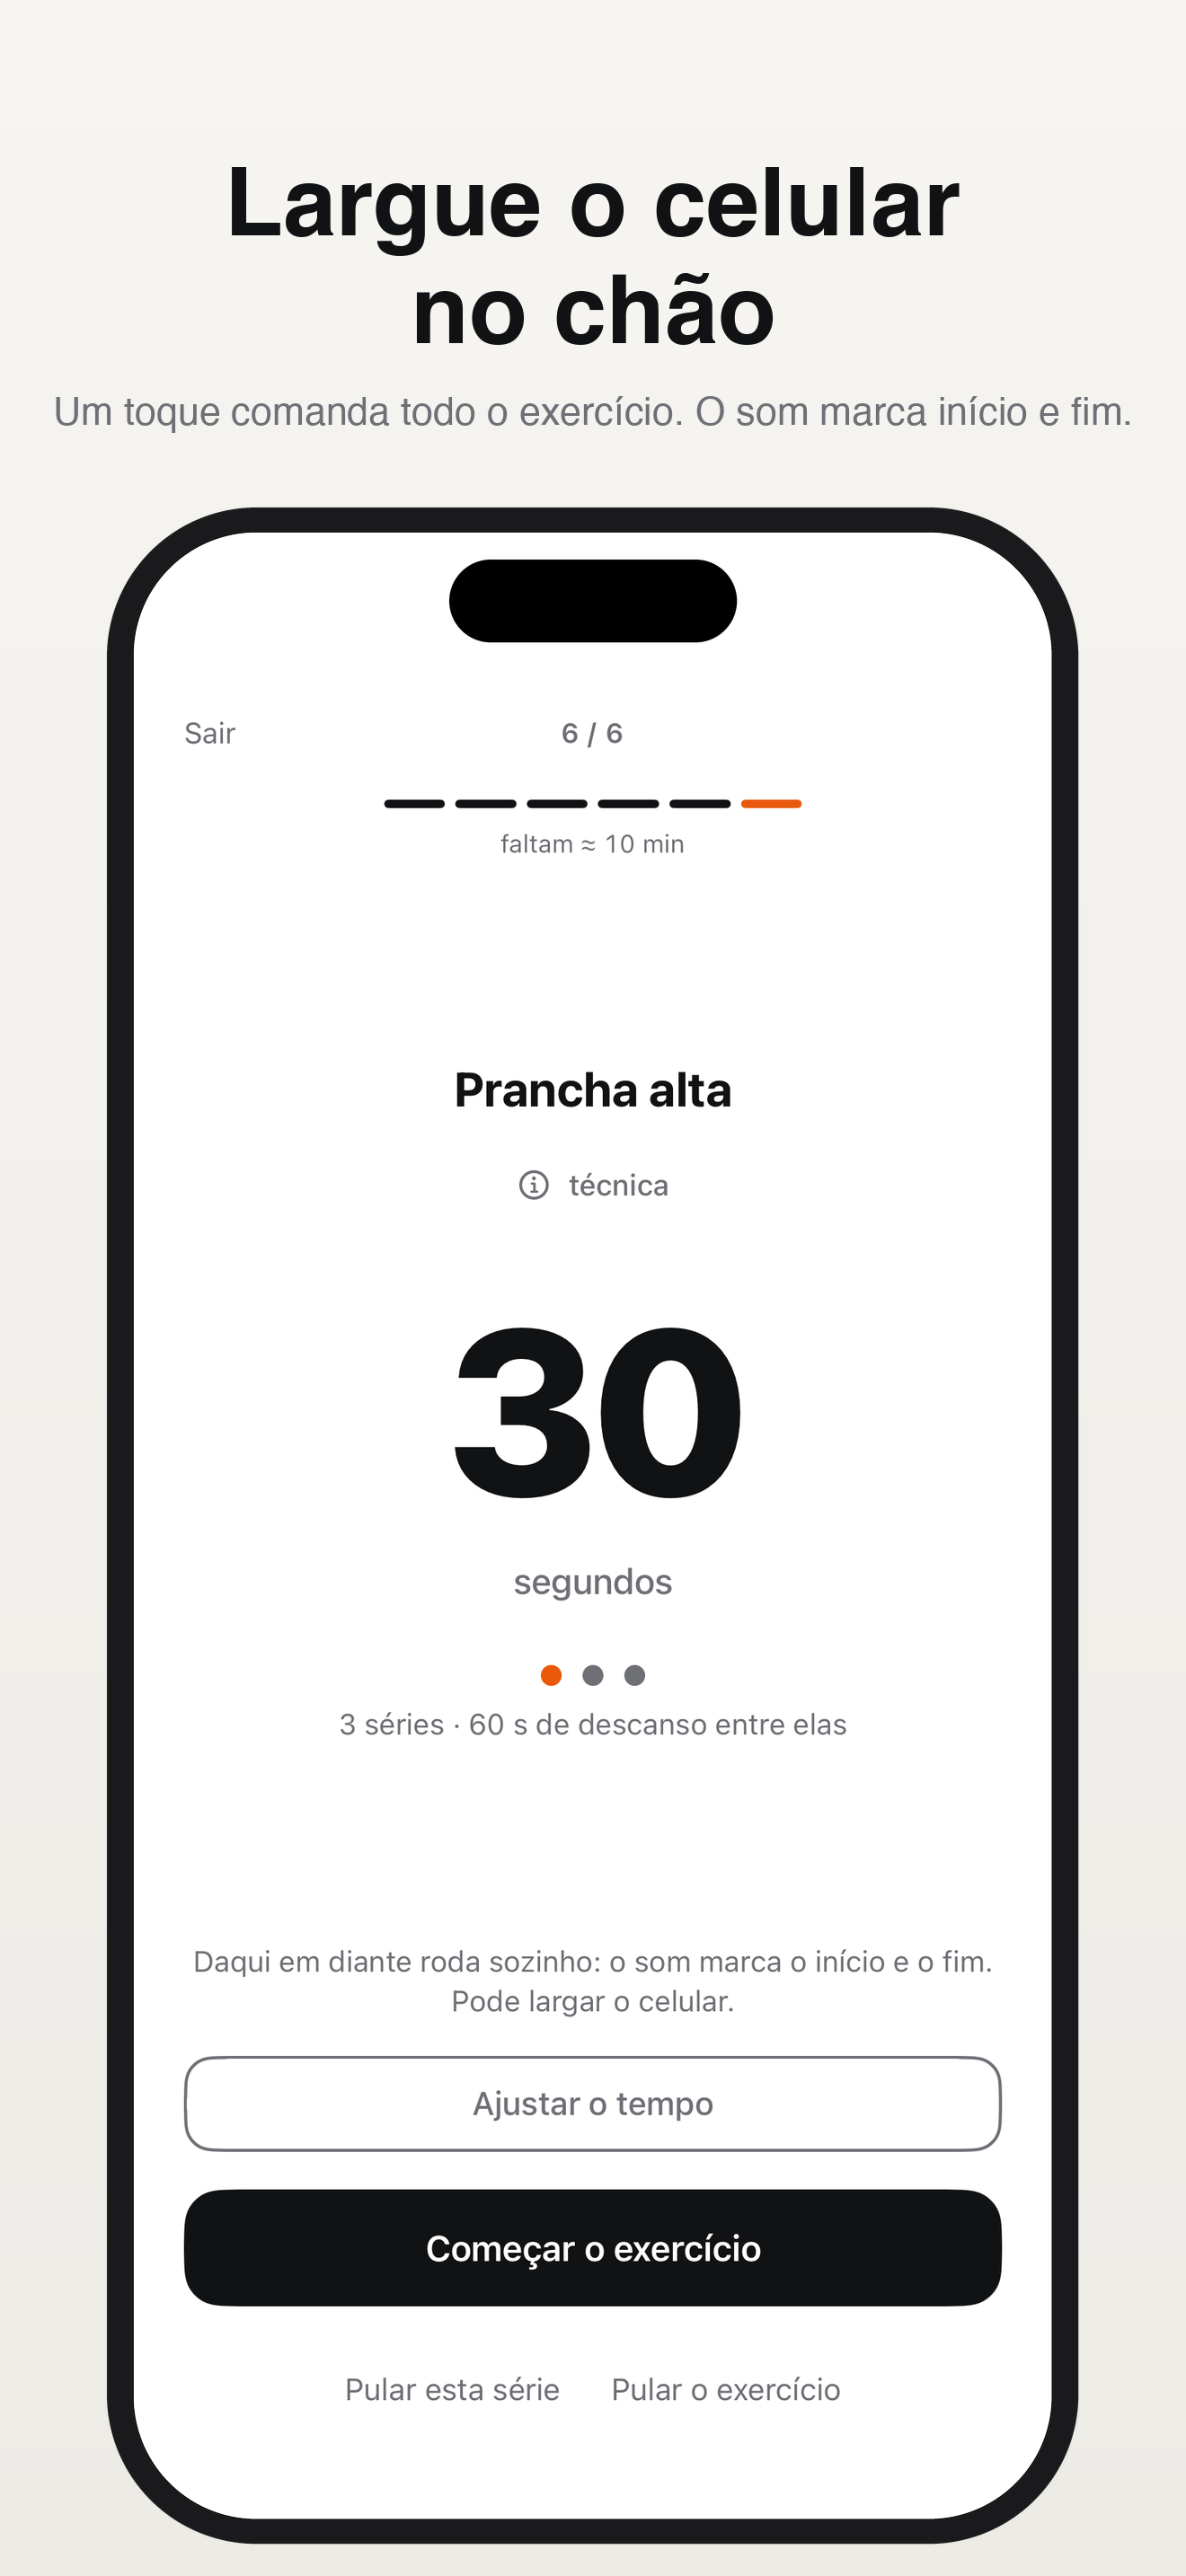 Largue o celular
no chão
Um toque comanda todo o exercício. O som marca início e fim.
Sair
6 / 6
faltam ≈ 10 min
Prancha alta
técnica
30
segundos
3 séries · 60 s de descanso entre elas
Daqui em diante roda sozinho: o som marca o início e o fim.
Pode largar o celular.
Ajustar o tempo
Começar o exercício
Pular esta série
Pular o exercício